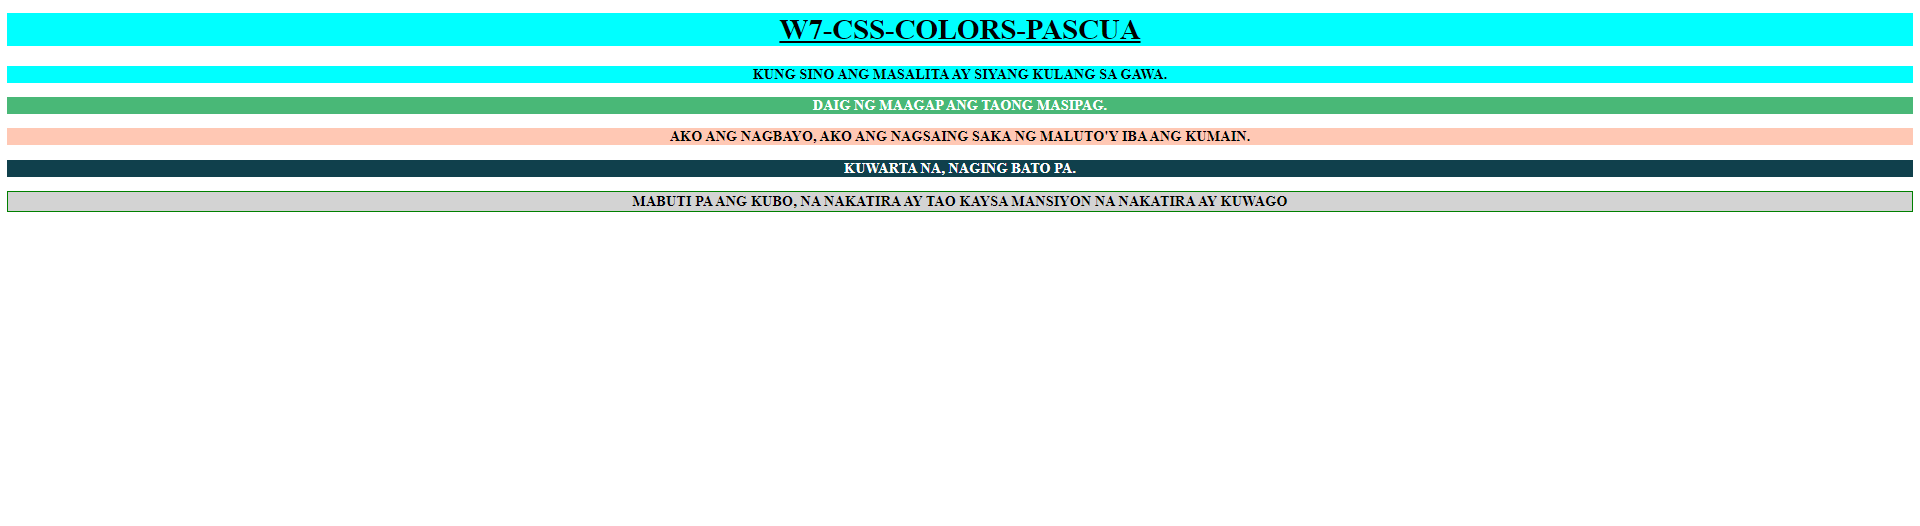 W7-CSS-COLORS-PASCUA
KUNG SINO ANG MASALITA AY SIYANG KULANG SA GAWA.
DAIG NG MAAGAP ANG TAONG MASIPAG.
AKO ANG NAGBAYO, AKO ANG NAGSAING SAKA NG MALUTO'Y IBA ANG KUMAIN.
KUWARTA NA, NAGING BATO PA.
MABUTI PA ANG KUBO, NA NAKATIRA AY TAO KAYSA MANSIYON NA NAKATIRA AY KUWAGO